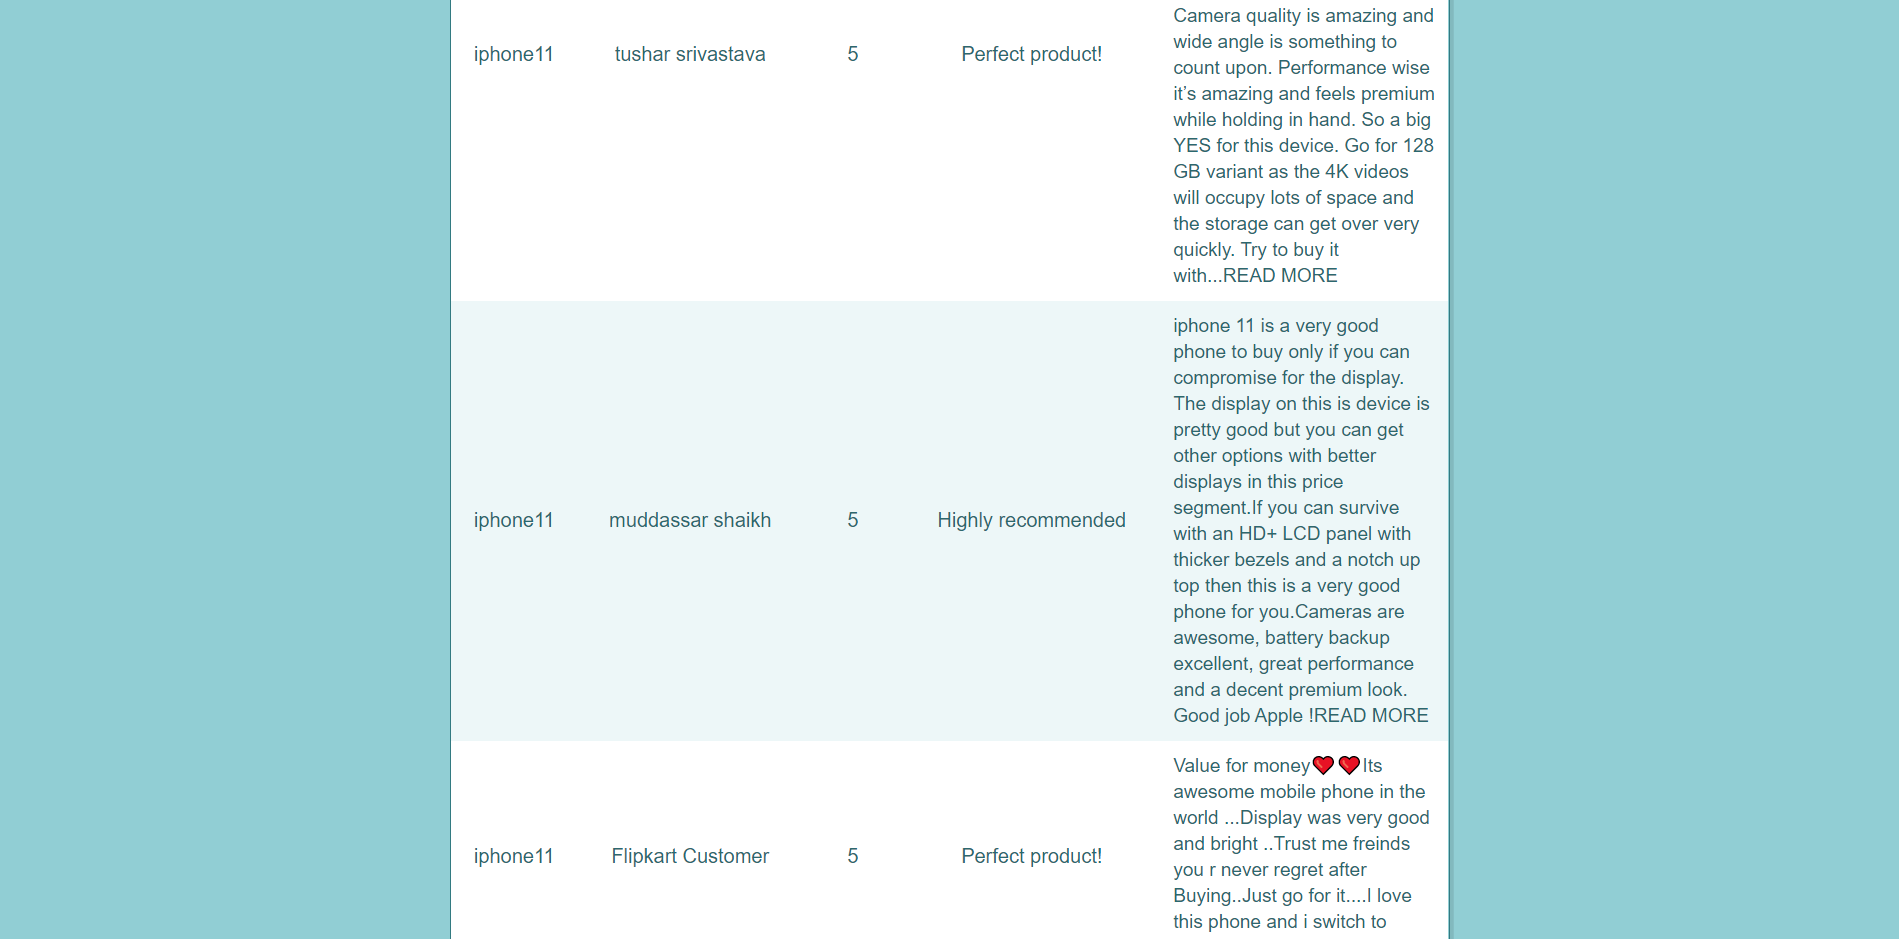 iphone11 tushar srivastava 5 Perfect product!
Camera quality is amazing and
wide angle is something to
count upon. Performance wise
it’s amazing and feels premium
while holding in hand. So a big
YES for this device. Go for 128
GB variant as the 4K videos
will occupy lots of space and
the storage can get over very
quickly. Try to buy it
with...READ MORE
iphone11 muddassar shaikh 5 Highly recommended
iphone 11 is a very good
phone to buy only if you can
compromise for the display.
The display on this is device is
pretty good but you can get
other options with better
displays in this price
segment.If you can survive
with an HD+ LCD panel with
thicker bezels and a notch up
top then this is a very good
phone for you.Cameras are
awesome, battery backup
excellent, great performance
and a decent premium look.
Good job Apple !READ MORE
iphone11 Flipkart Customer 5 Perfect product!
Value for money❤️❤️Its
awesome mobile phone in the
world ...Display was very good
and bright ..Trust me freinds
you r never regret after
Buying..Just go for it....I love
this phone and i switch to